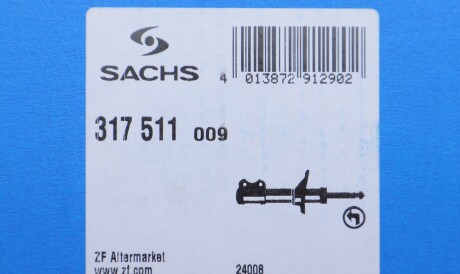 SACHS
4 013872 912902
317 511 009
ZF Aftermarket
www.zf.com
24008